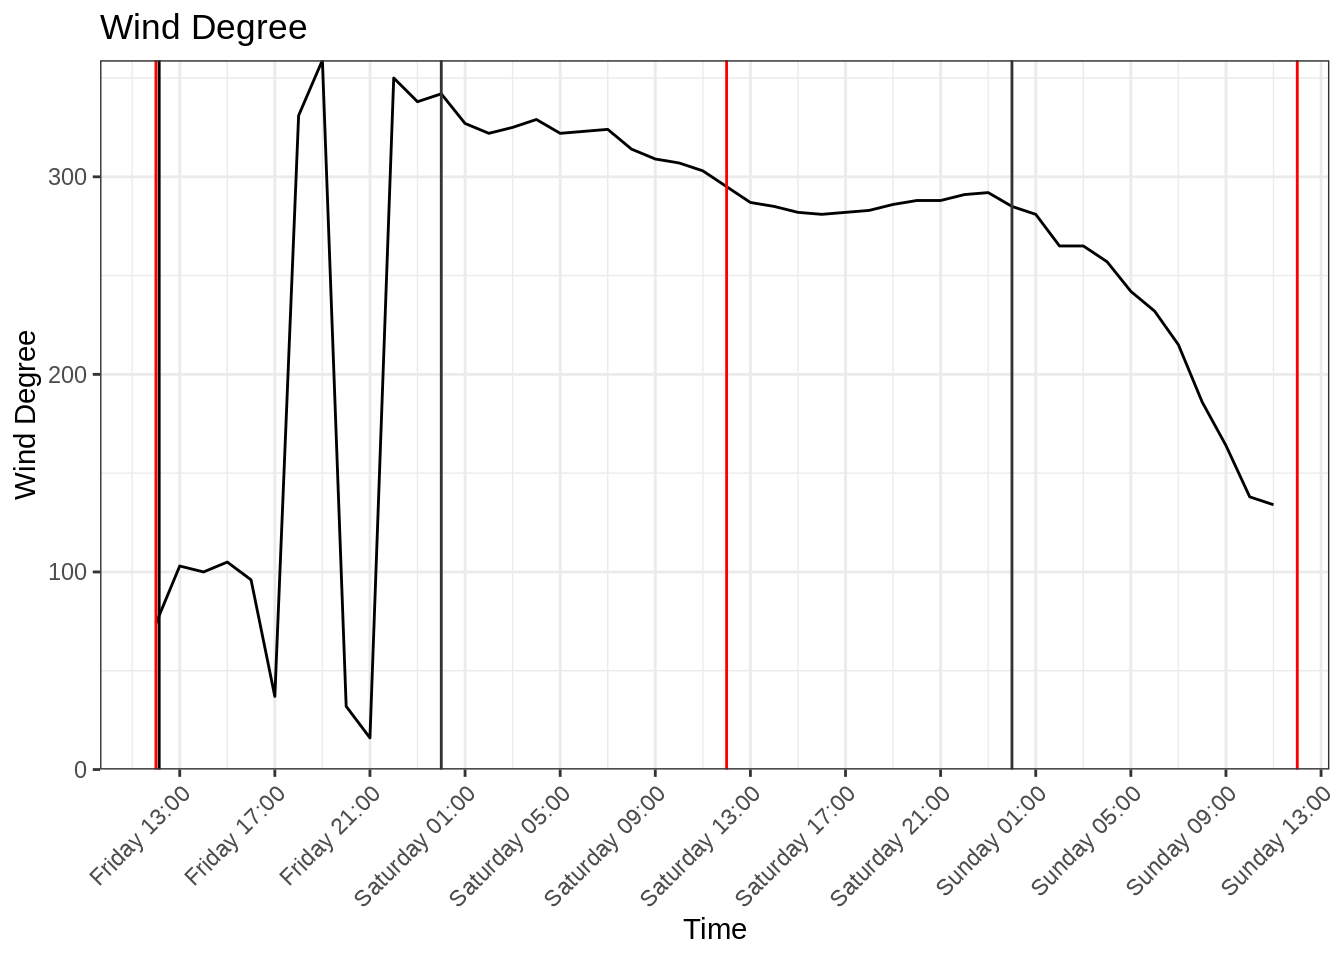 Wind Degree
Wind Degree
300
200
100
0
Friday 13:00
Friday 17:00
Friday 21:00
Saturday 01:00
Saturday 05:00
Saturday 09:00
Saturday 13:00
Saturday 17:00
Saturday 21:00
Sunday 01:00
Sunday 05:00
Sunday 09:00
Sunday 13:00
Time